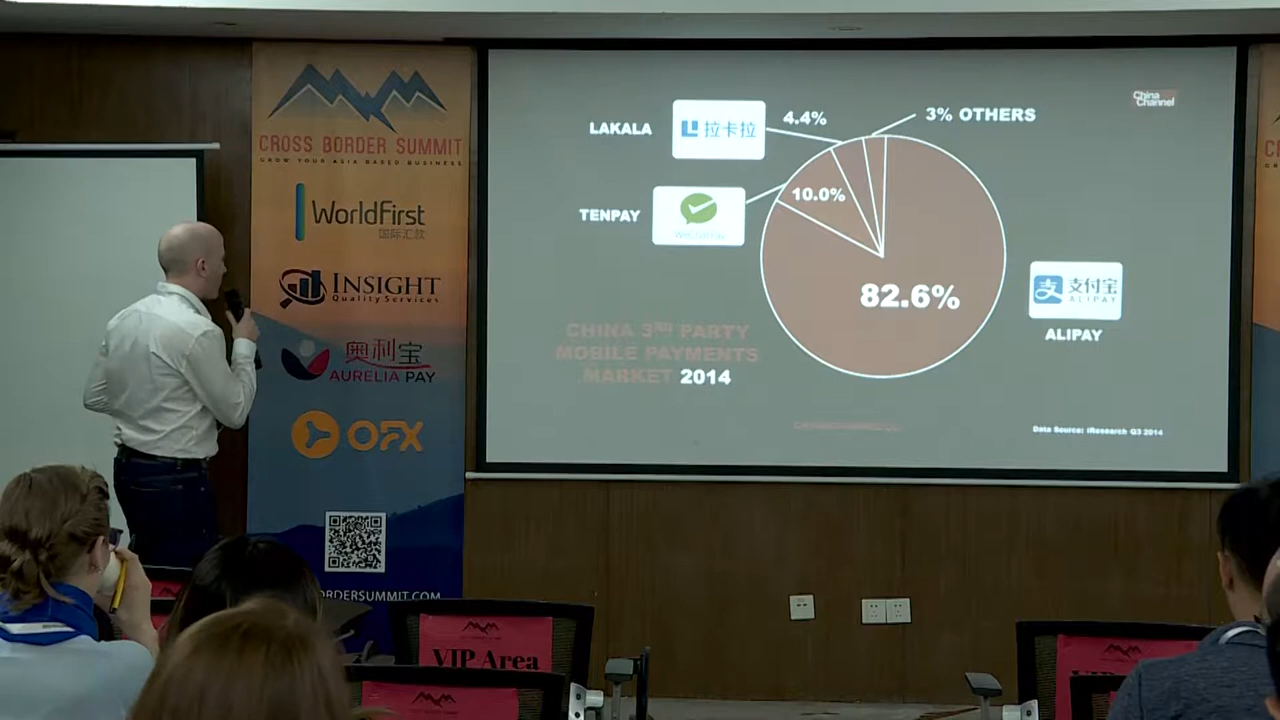 CROSS BORDER SUMMIT
GROW YOUR ASIA BASED BUSINESS
WorldFirst
国际汇款
INSIGHT
Quality Services
奥利宝
AURELIA PAY
OFX
ORDERSUMMIT.COM
China
Channel
LAKALA
拉卡拉
4.4%
3% OTHERS
TENPAY
10.0%
82.6%
支付宝
ALIPAY
ALIPAY
CHINA 3RD PARTY
MOBILE PAYMENTS
MARKET 2014
Data Source: iResearch Q3 2014
VIP Area